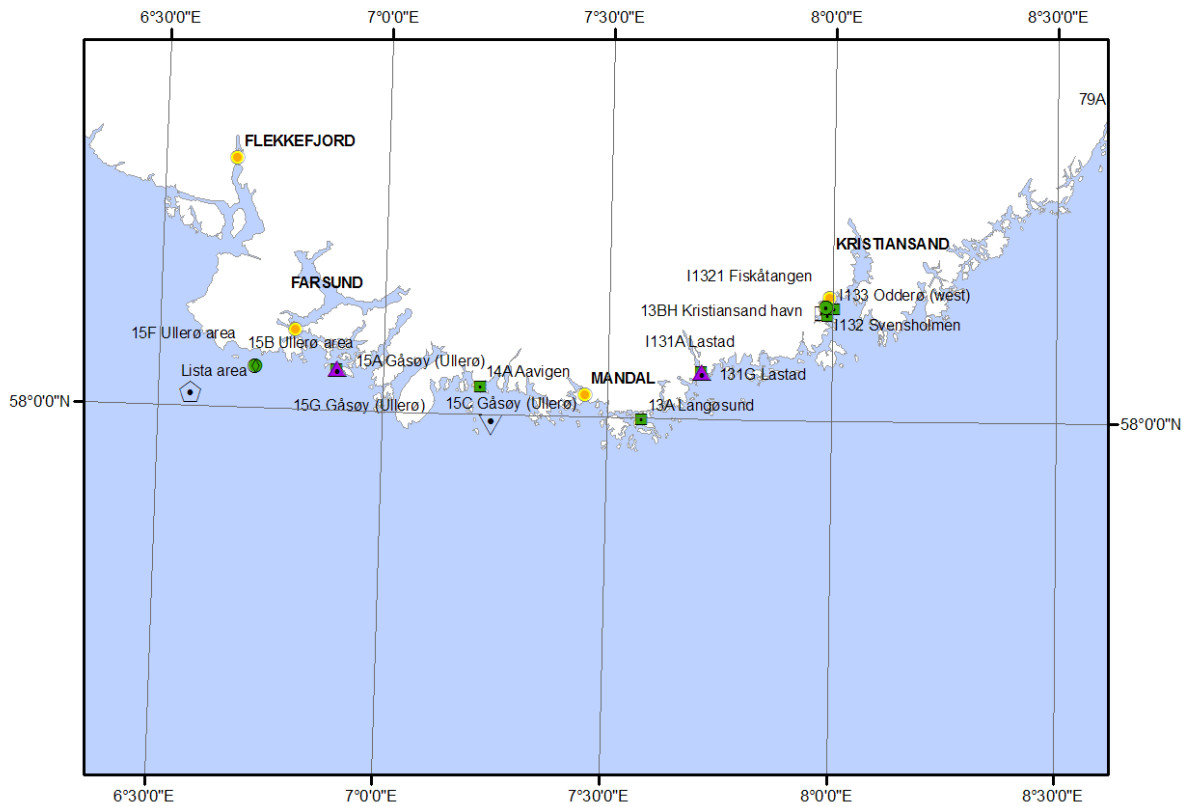 6°30'0"E
7°0'0"E
7°30'0"E
8°0'0"E
8°30'0"E
79A
FLEKKEFJORD
KRISTIANSAND
I1321 Fiskåtangen
FARSUND
I133 Odderø (west)
13BH Kristiansand havn
I132 Svensholmen
15F Ullerø area
15B Ullerø area
I131A Lastad
15A Gåsøy (Ullerø)
Lista area
14A Aavigen
131G Lastad
MANDAL
58°0'0"N
15G Gåsøy (Ullerø)
15C Gåsøy (Ullerø)
13A Langøsund
58°0'0"N
6°30'0"E
7°0'0"E
7°30'0"E
8°0'0"E
8°30'0"E